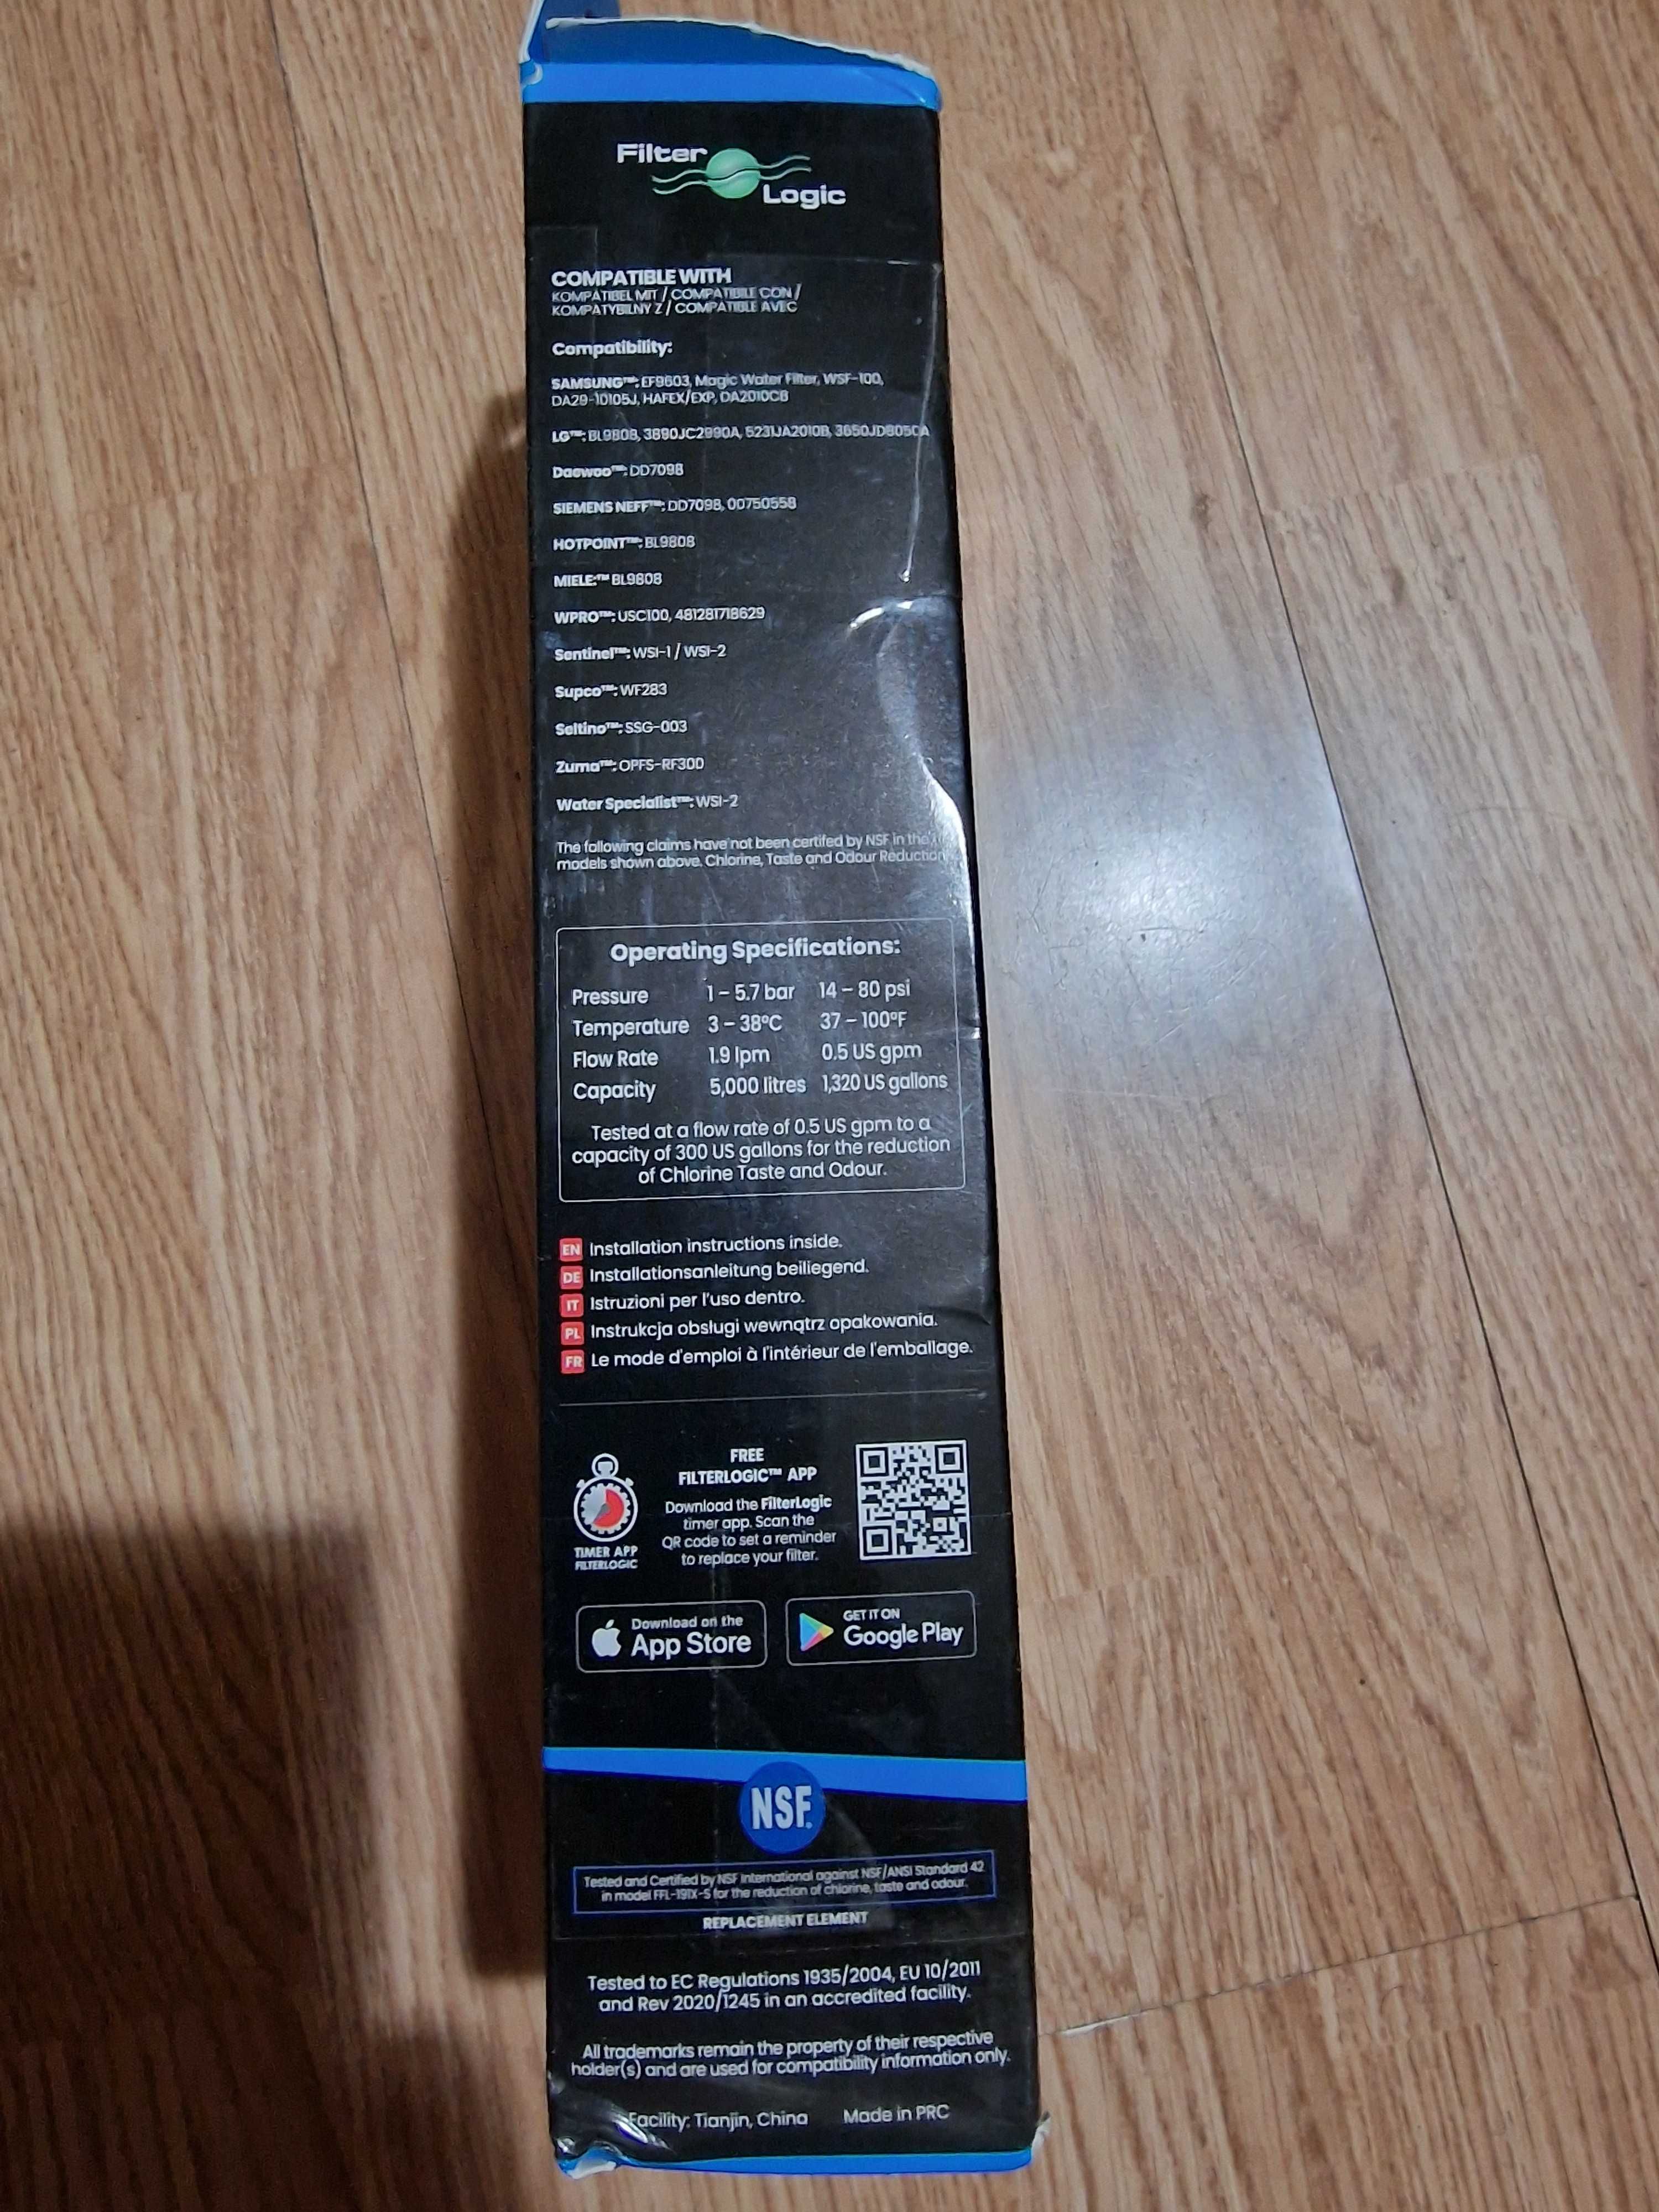 Filter
Logic
COMPATIBLE WITH
KOMPATIBEL MIT / COMPATIBILE CON /
KOMPATYBILNY Z / COMPATIBLE AVEC
Compatibility:
SAMSUNG™: EF9603, Magic Water Filter, WSF-100,
DA29-10105J, HAFEX/EXP, DA2010CB
LG™: BL9808, 3890JC2990A, 5231JA2010B, 3650JD8050A
Daewoo™: DD7098
SIEMENS NEFF™: DD7098, 00750558
HOTPOINT™: BL9808
MIELE:™ BL9808
WPRO™: USC100, 481281718629
Sentinel™: WSI-1 / WSI-2
Supco™: WF283
Seltino™: SSG-003
Zuma™: OPFS-RF300
Water Specialist™: WSI-2
The following claims have not been certifed by NSF in the
models shown above. Chlorine, Taste and Odour Reduction
Operating Specifications:
Pressure 1 – 5.7 bar 14 – 80 psi
Temperature 3 – 38°C 37 – 100°F
Flow Rate 1.9 lpm 0.5 US gpm
Capacity 5,000 litres 1,320 US gallons
Tested at a flow rate of 0.5 US gpm to a
capacity of 300 US gallons for the reduction
of Chlorine Taste and Odour.
EN Installation instructions inside.
DE Installationsanleitung beiliegend.
IT Istruzioni per l'uso dentro.
PL Instrukcja obsługi wewnątrz opakowania.
FR Le mode d'emploi à l'intérieur de l'emballage.
TIMER APP
FILTERLOGIC
FREE
FILTERLOGIC™ APP
Download the FilterLogic
timer app. Scan the
QR code to set a reminder
to replace your filter.
Download on the
App Store
GET IT ON
Google Play
NSF®
Tested and Certified by NSF International against NSF/ANSI Standard 42
in model FFL-191X-S for the reduction of chlorine, taste and odour.
REPLACEMENT ELEMENT
Tested to EC Regulations 1935/2004, EU 10/2011
and Rev 2020/1245 in an accredited facility.
All trademarks remain the property of their respective
holder(s) and are used for compatibility information only.
Facility: Tianjin, China Made in PRC